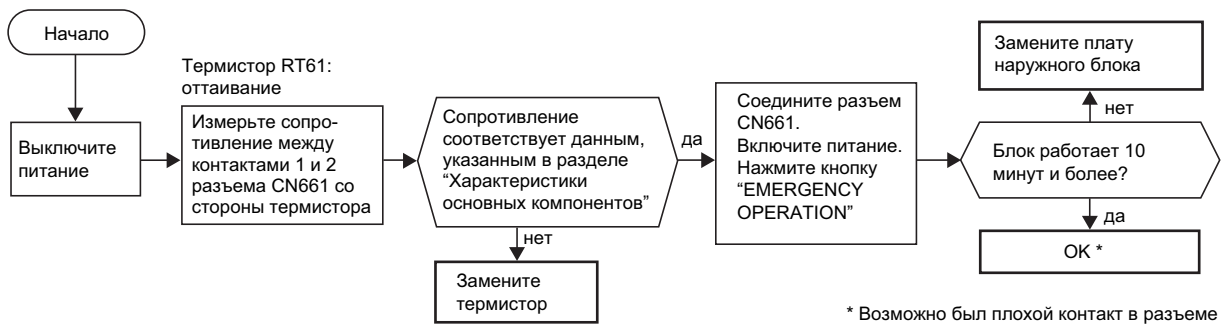 Начало
Выключите
питание
Термистор RT61:
оттаивание
Измерьте сопро-
тивление между
контактами 1 и 2
разъема CN661 со
стороны термистора
Сопротивление
соответствует данным,
указанным в разделе
“Характеристики
основных компонентов”
да
нет
Замените
термистор
Соедините разъем
CN661.
Включите питание.
Нажмите кнопку
“EMERGENCY
OPERATION”
Блок работает 10
минут и более?
нет
Замените плату
наружного блока
да
OK *
* Возможно был плохой контакт в разъеме